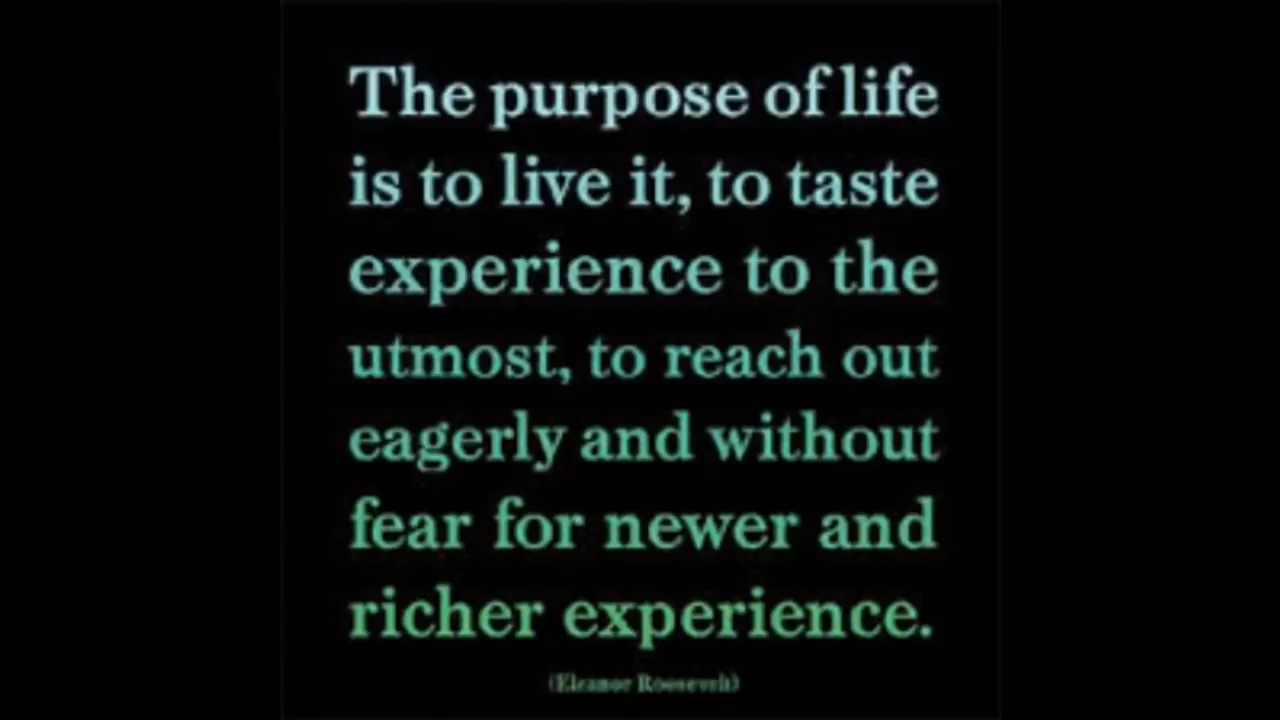 The purpose of life
is to live it, to taste
experience to the
utmost, to reach out
eagerly and without
fear for newer and
richer experience.
(Eleanor Roosevelt)